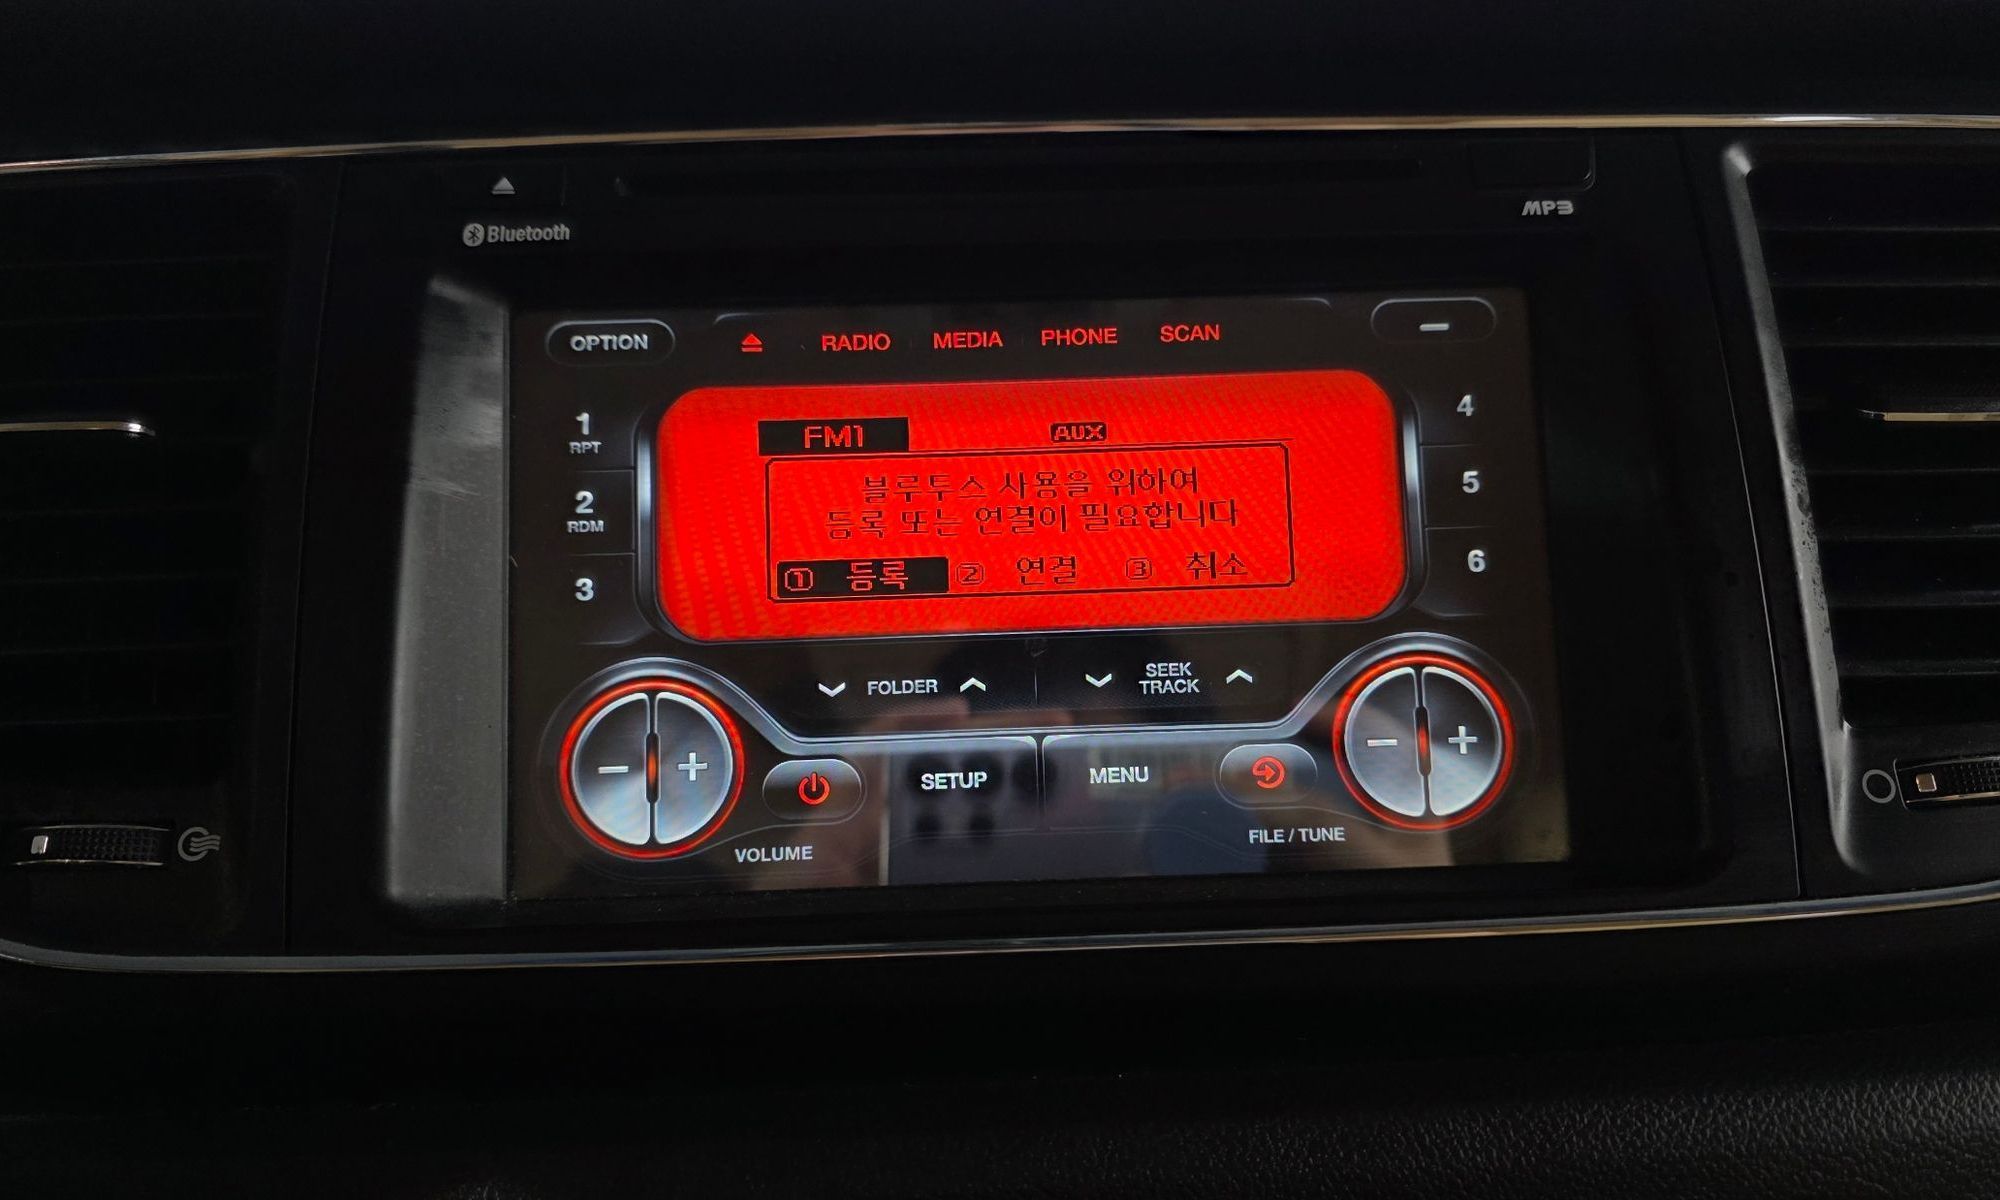 MP3
Bluetooth
OPTION
RADIO MEDIA PHONE SCAN
1
RPT
2
RDM
3
4
5
6
FM1 AUX
블루투스 사용을 위하여
등록 또는 연결이 필요합니다
1 등록 2 연결 3 취소
FOLDER
SEEK
TRACK
− +
VOLUME
SETUP
MENU
FILE / TUNE
− +